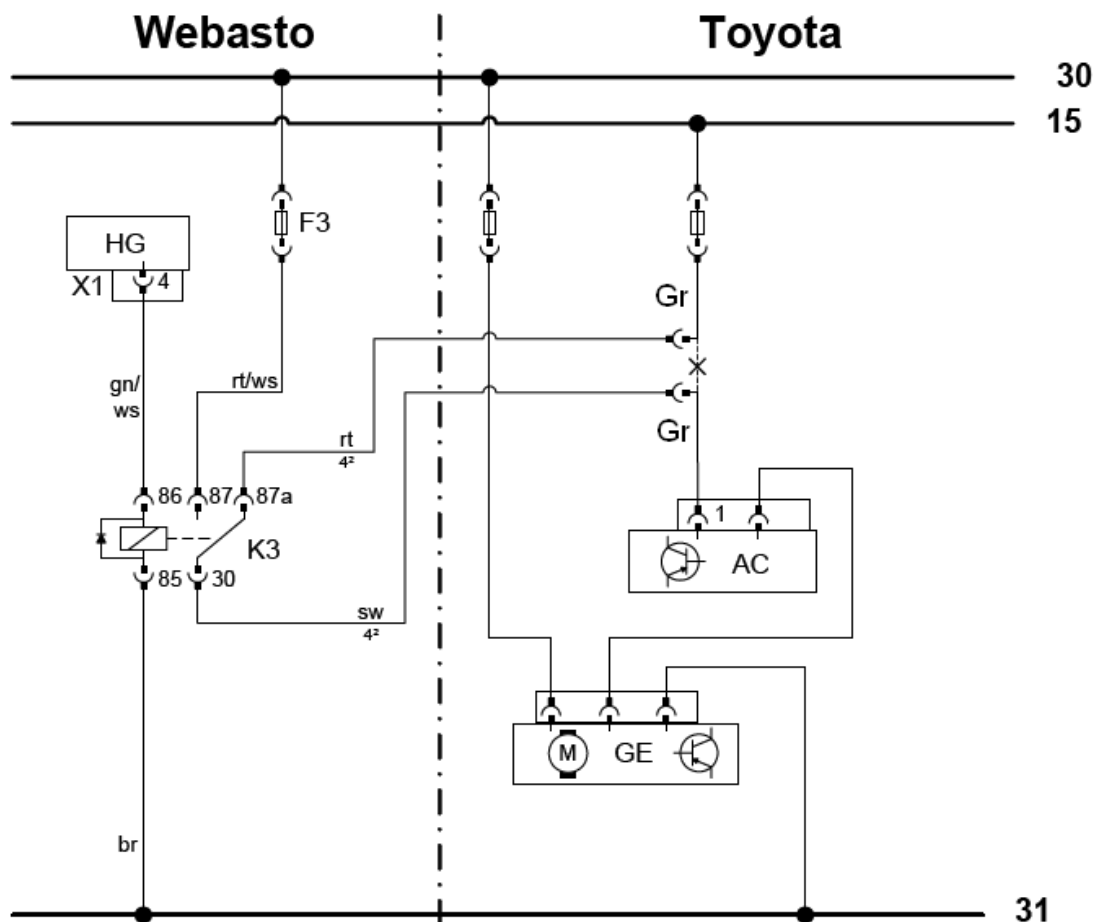 Webasto
Toyota
30
15
F3
HG
X1
4
Gr
gn/
ws
rt/ws
rt
4²
Gr
86
87
87a
1
K3
AC
85
30
sw
4²
M
GE
br
31